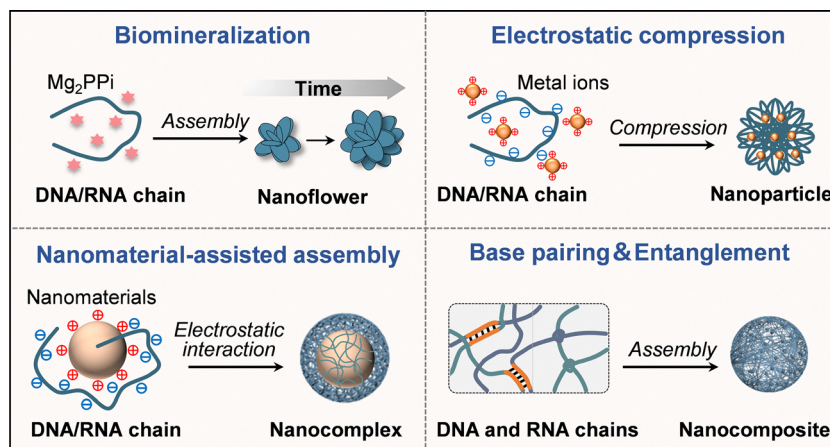 Biomineralization
Mg₂PPi
Time
Assembly
DNA/RNA chain
Nanoflower
Electrostatic compression
Metal ions
Compression
DNA/RNA chain
Nanoparticle
Nanomaterial-assisted assembly
Nanomaterials
Electrostatic
interaction
DNA/RNA chain
Nanocomplex
Base pairing&Entanglement
Assembly
DNA and RNA chains
Nanocomposite